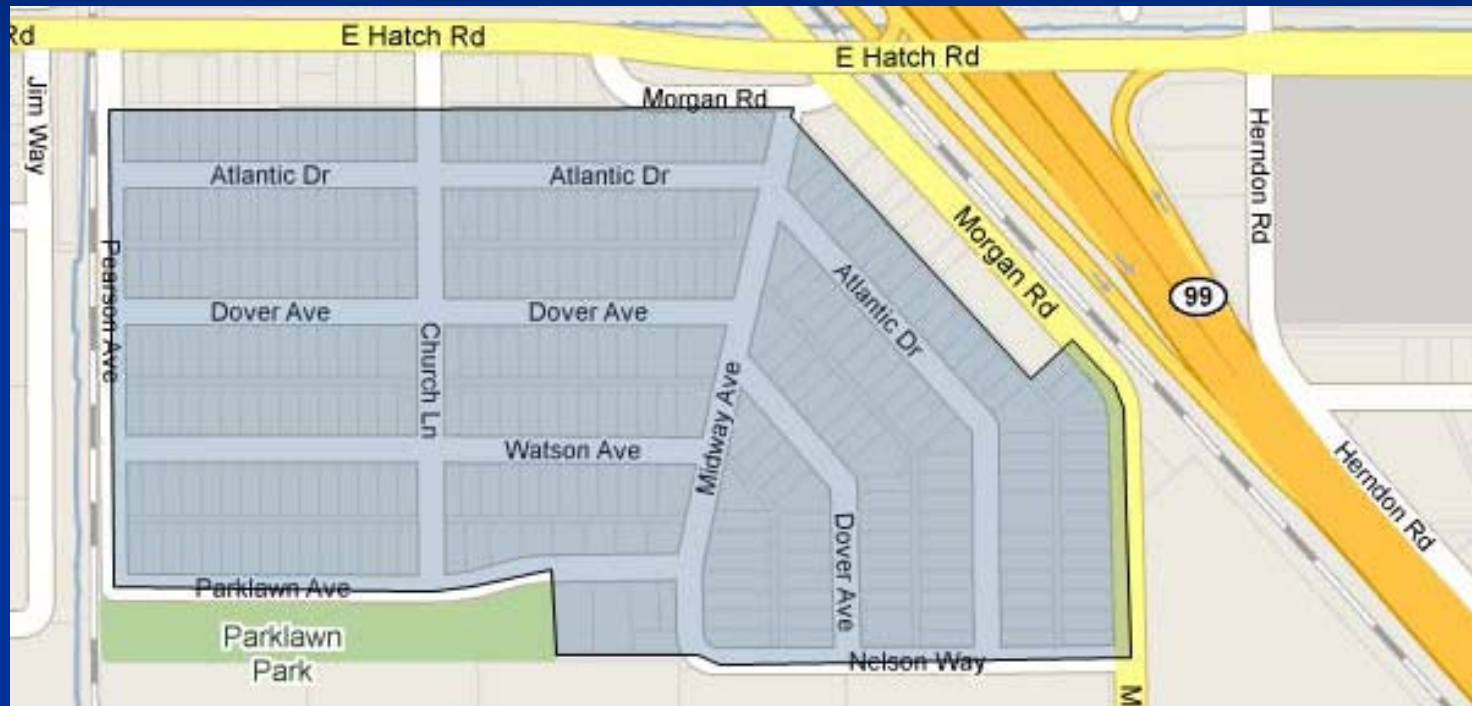 Rd
E Hatch Rd
E Hatch Rd
Jim Way
Morgan Rd
Herndon Rd
Atlantic Dr
Atlantic Dr
Morgan Rd
Pearson Ave
Atlantic Dr
99
Dover Ave
Dover Ave
Church Ln
Midway Ave
Watson Ave
Herndon Rd
Dover Ave
Parklawn Ave
Parklawn
Park
Nelson Way
M